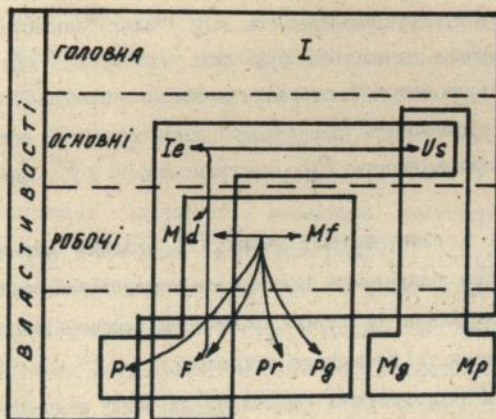 ВЛАСТИВОСТІ
ГОЛОВНА I
ОСНОВНІ Ie Us
РОБОЧІ Md Mf
P F Pr Pg Mg Mp